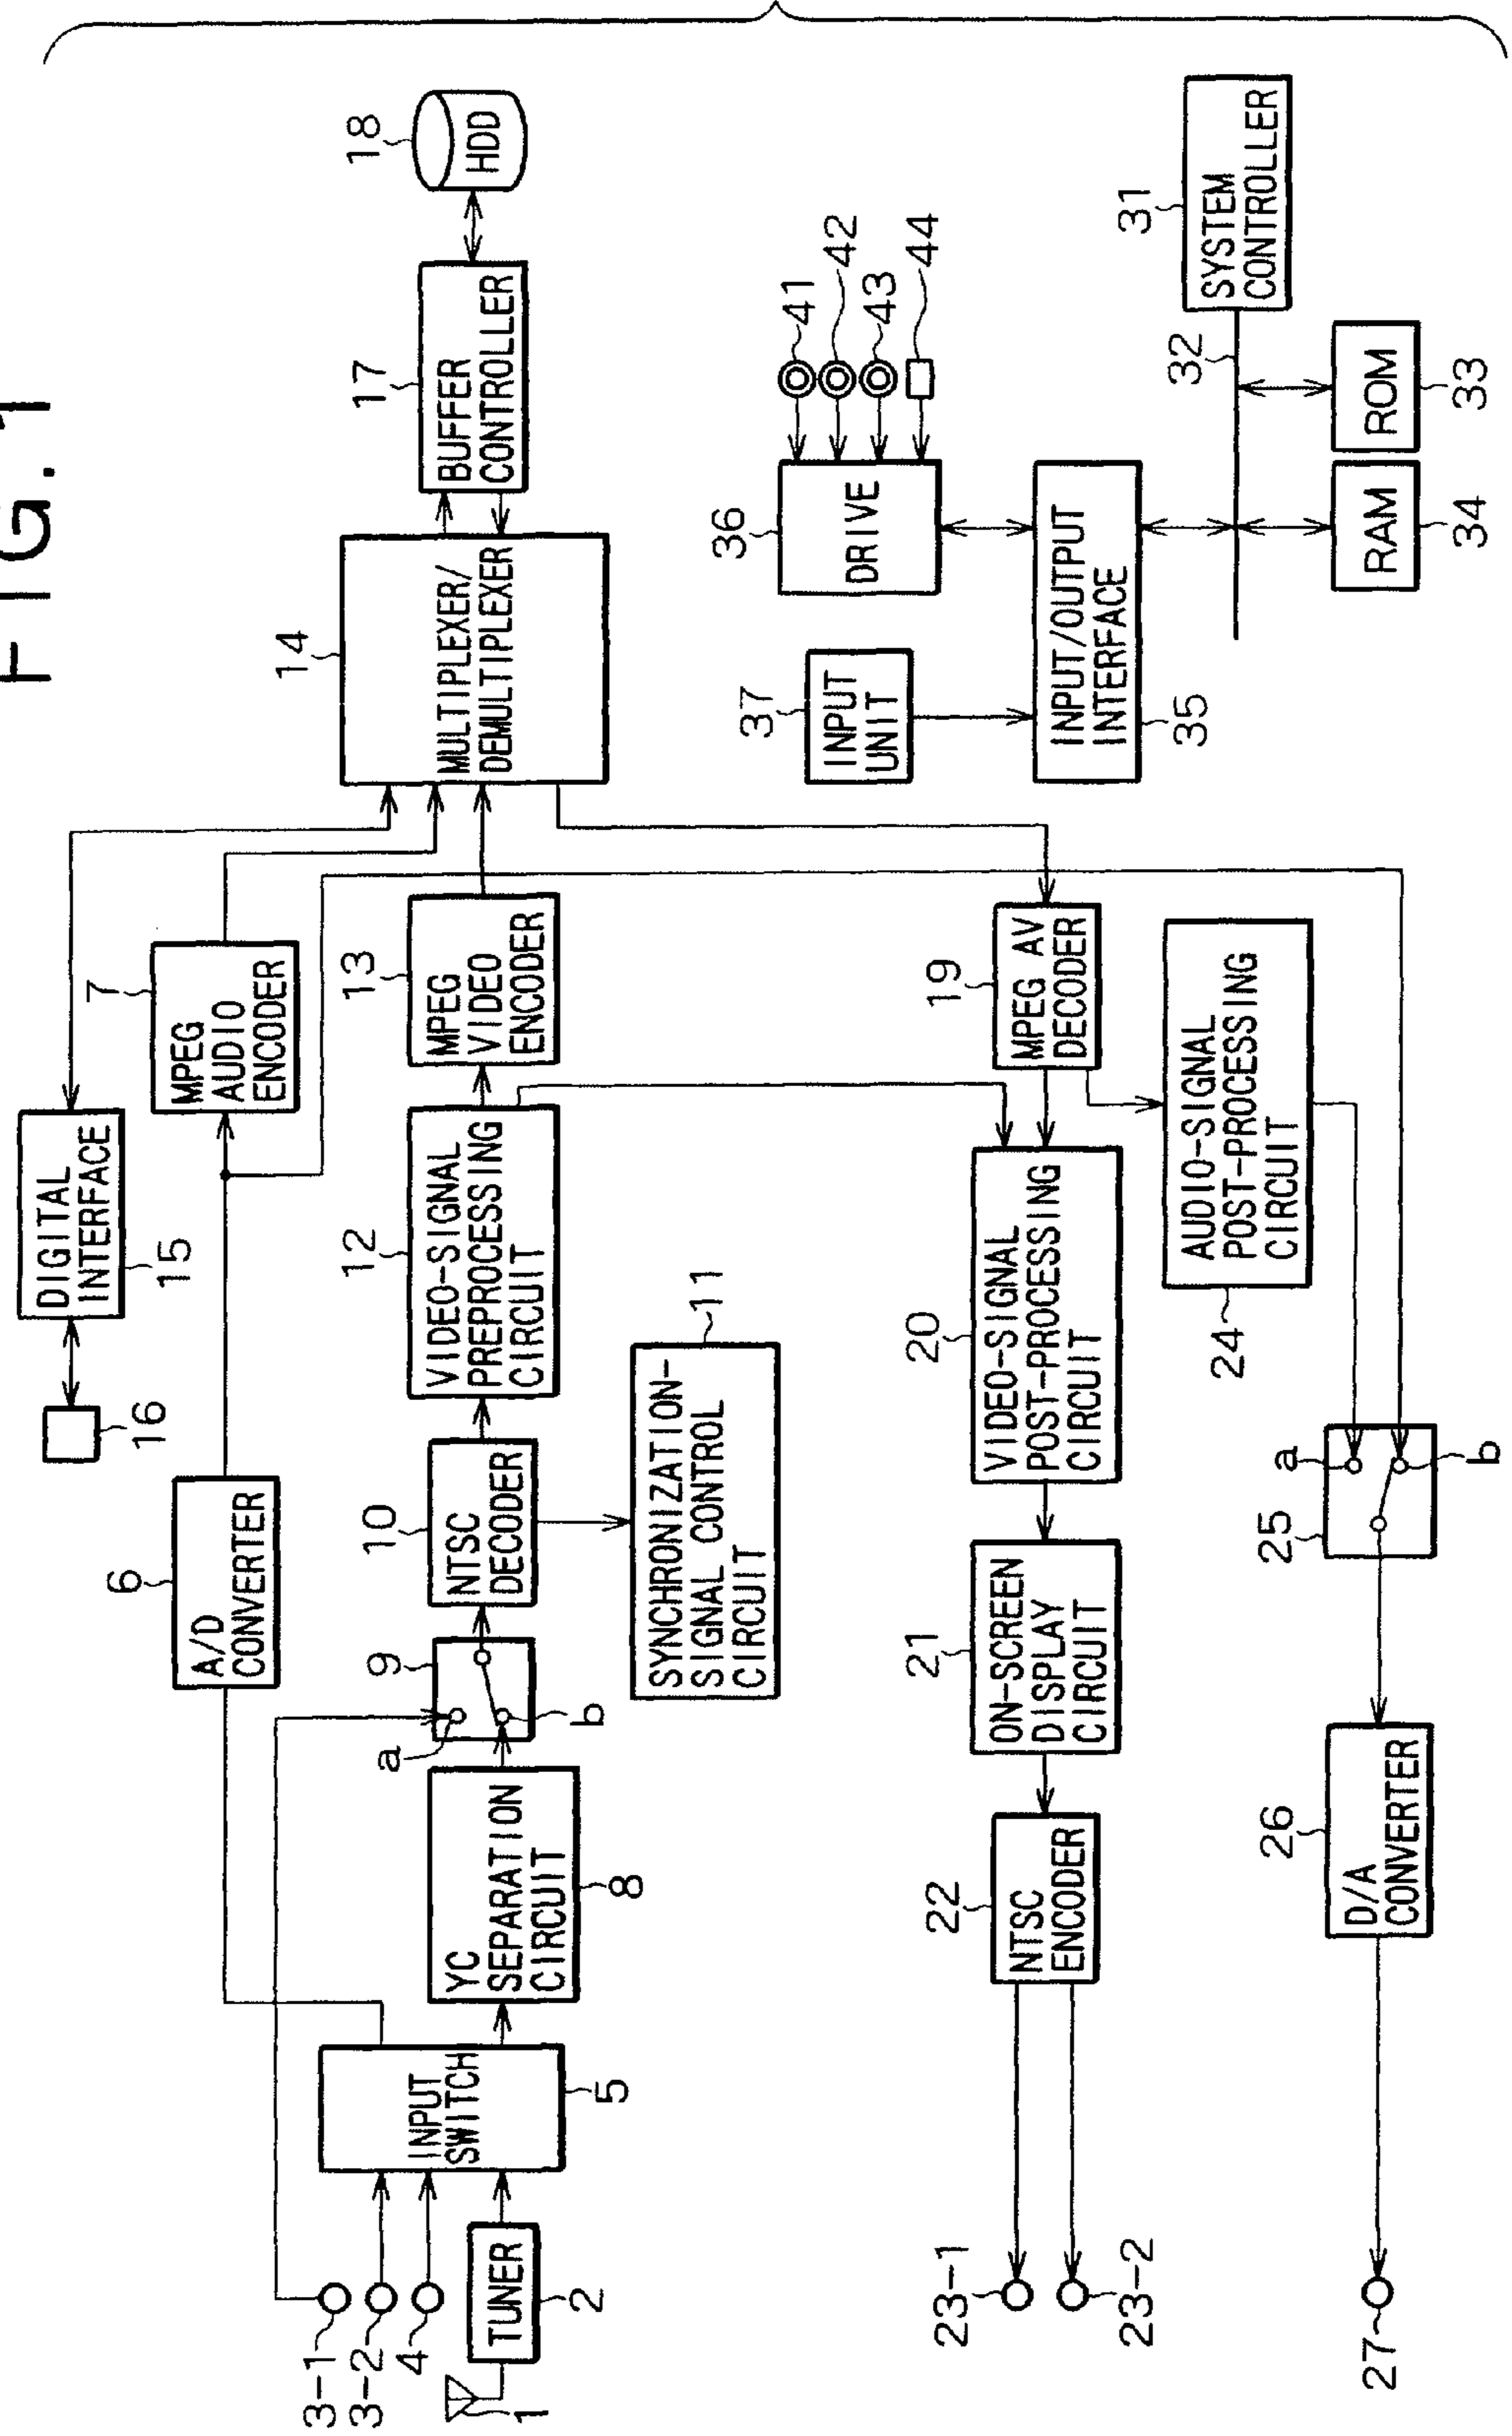 FIG. 1
DIGITAL
INTERFACE
15
16
6
A/D
CONVERTER
7
MPEG
AUDIO
ENCODER
3-1
3-2
4
1
TUNER
2
INPUT
SWITCH
5
YC
SEPARATION
CIRCUIT
8
9
a
b
10
NTSC
DECODER
SYNCHRONIZATION-
SIGNAL CONTROL
CIRCUIT
11
12
VIDEO-SIGNAL
PREPROCESSING
CIRCUIT
13
MPEG
VIDEO
ENCODER
14
MULTIPLEXER/
DEMULTIPLEXER
17
BUFFER
CONTROLLER
18
HDD
23-1
23-2
22
NTSC
ENCODER
21
ON-SCREEN
DISPLAY
CIRCUIT
20
VIDEO-SIGNAL
POST-PROCESSING
CIRCUIT
19
MPEG AV
DECODER
24
AUDIO-SIGNAL
POST-PROCESSING
CIRCUIT
25
a
b
26
D/A
CONVERTER
27
37
INPUT
UNIT
36
DRIVE
41
42
43
44
INPUT/OUTPUT
INTERFACE
35
32
31
SYSTEM
CONTROLLER
RAM
34
ROM
33